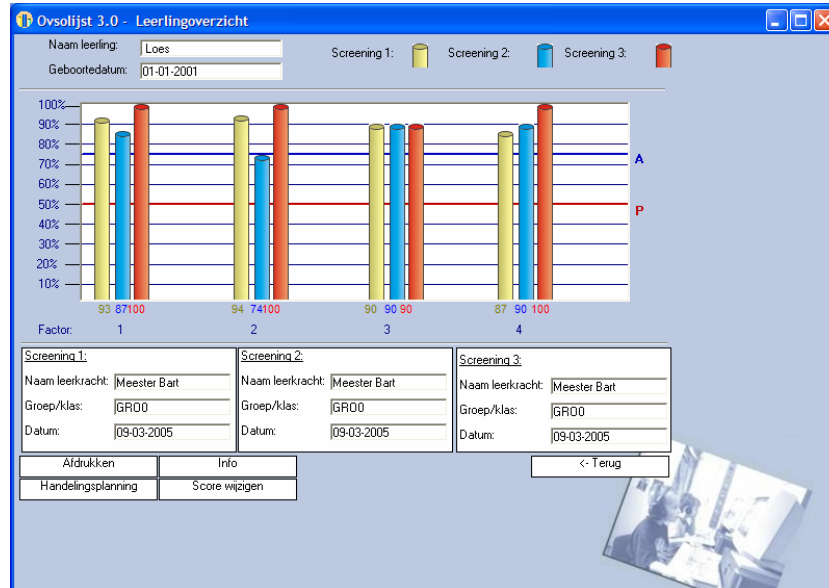 Ovsolijst 3.0 - Leerlingoverzicht
Naam leerling: Loes
Screening 1: Screening 2: Screening 3:
Geboortedatum: 01-01-2001
100%
90%
80%
A
70%
60%
50%
P
40%
30%
20%
10%
93 87 100 94 74 100 90 90 90 87 90 100
Factor: 1 2 3 4
Screening 1:
Naam leerkracht: Meester Bart
Groep/klas: GRO0
Datum: 09-03-2005
Screening 2:
Naam leerkracht: Meester Bart
Groep/klas: GRO0
Datum: 09-03-2005
Screening 3:
Naam leerkracht: Meester Bart
Groep/klas: GRO0
Datum: 09-03-2005
Afdrukken Info <- Terug
Handelingsplanning Score wijzigen